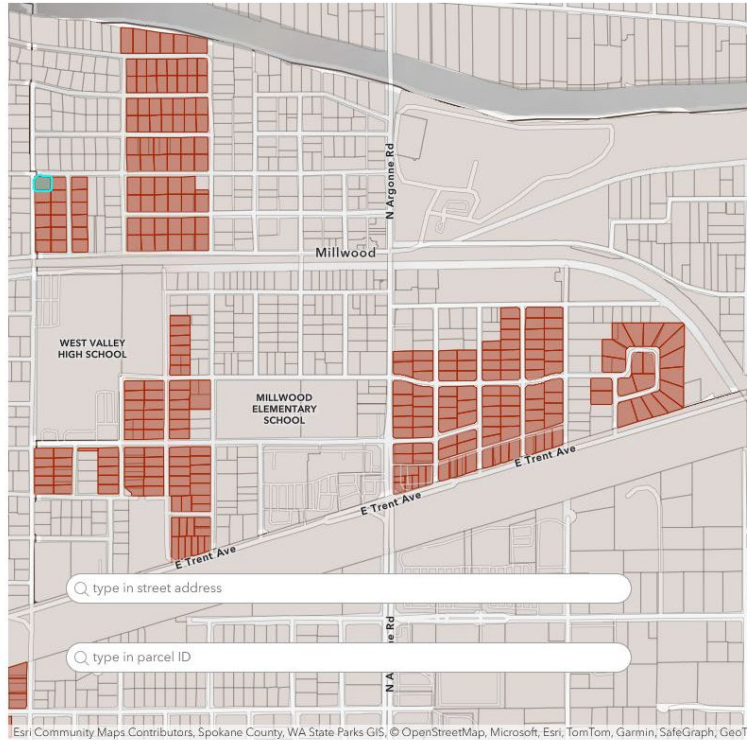 N Argonne Rd
Millwood
WEST VALLEY
HIGH SCHOOL
MILLWOOD
ELEMENTARY
SCHOOL
E Trent Ave
E Trent Ave
E Trent Ave
type in street address
e Rd
type in parcel ID
N A
Esri Community Maps Contributors, Spokane County, WA State Parks GIS, © OpenStreetMap, Microsoft, Esri, TomTom, Garmin, SafeGraph, GeoT